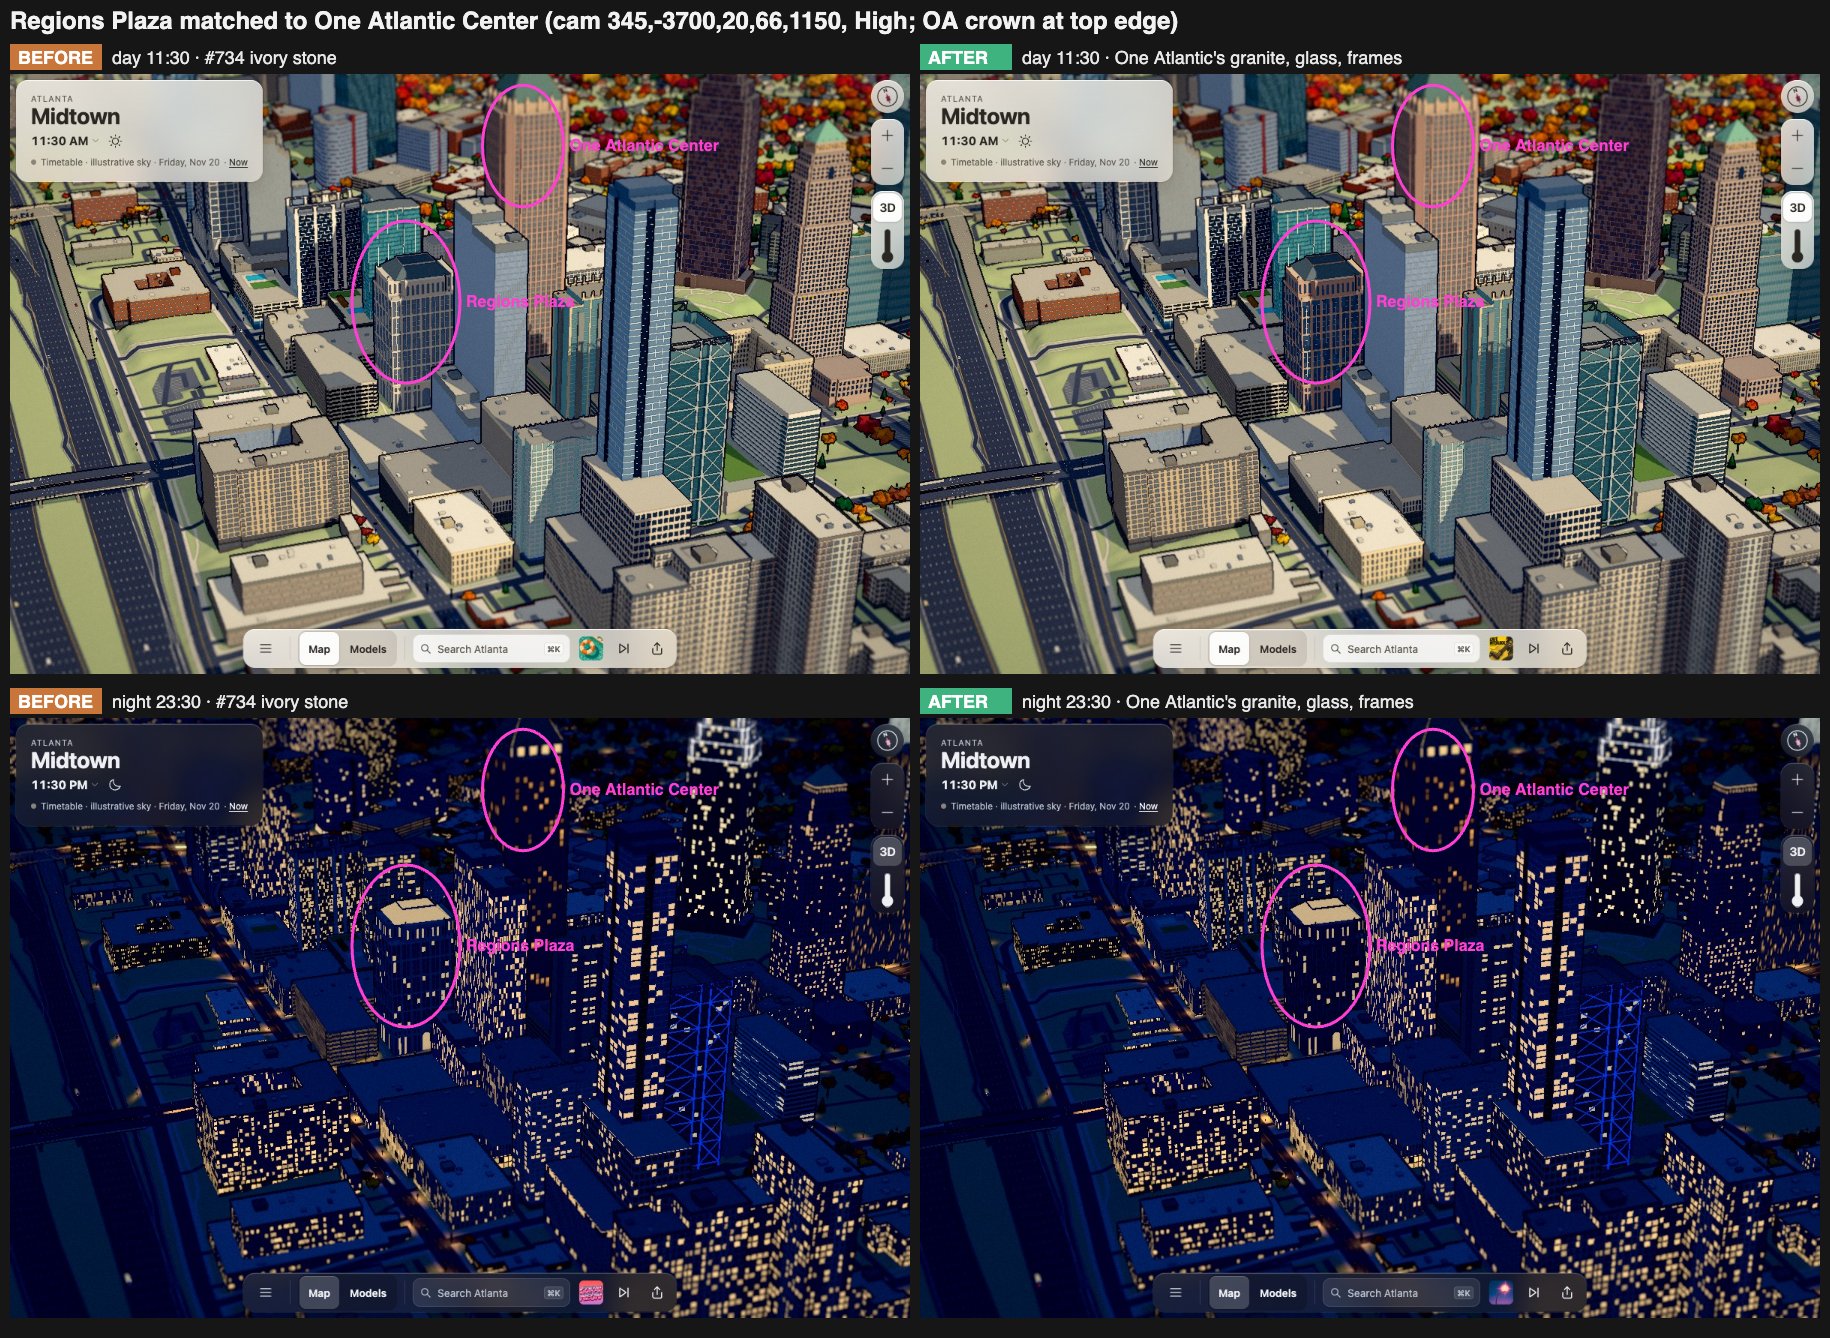 Regions Plaza matched to One Atlantic Center (cam 345,-3700,20,66,1150, High; OA crown at top edge)
BEFORE day 11:30 · #734 ivory stone
ATLANTA
Midtown
11:30 AM
Timetable · illustrative sky · Friday, Nov 20 · Now
One Atlantic Center
Regions Plaza
3D
Map Models Search Atlanta ⌘K
AFTER day 11:30 · One Atlantic's granite, glass, frames
ATLANTA
Midtown
11:30 AM
Timetable · illustrative sky · Friday, Nov 20 · Now
One Atlantic Center
Regions Plaza
3D
Map Models Search Atlanta ⌘K
BEFORE night 23:30 · #734 ivory stone
ATLANTA
Midtown
11:30 PM
Timetable · illustrative sky · Friday, Nov 20 · Now
One Atlantic Center
Regions Plaza
3D
Map Models Search Atlanta ⌘K
AFTER night 23:30 · One Atlantic's granite, glass, frames
ATLANTA
Midtown
11:30 PM
Timetable · illustrative sky · Friday, Nov 20 · Now
One Atlantic Center
Regions Plaza
3D
Map Models Search Atlanta ⌘K